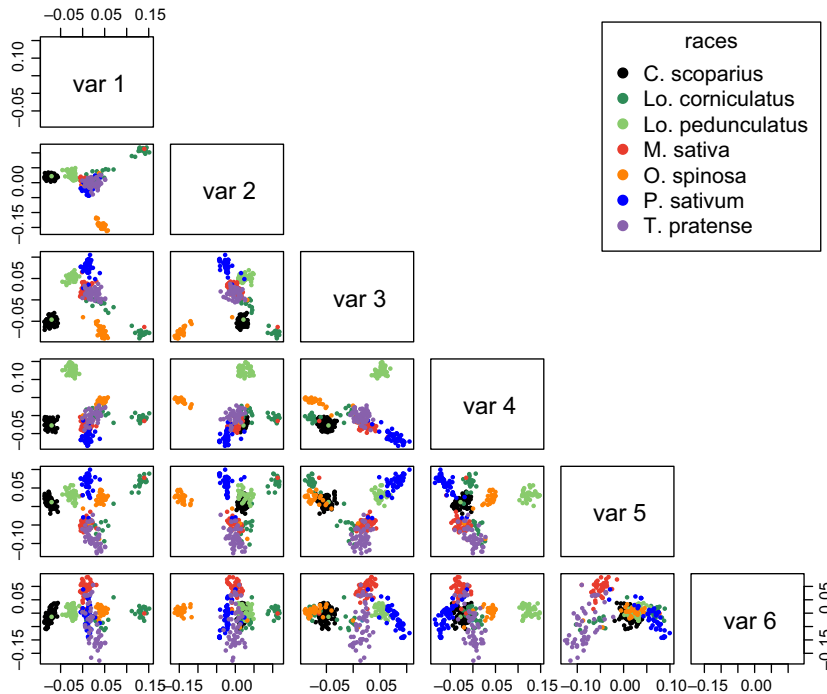 −0.05 0.05 0.15
−0.05 0.10
var 1
races
C. scoparius
Lo. corniculatus
Lo. pedunculatus
M. sativa
O. spinosa
P. sativum
T. pratense
−0.15 0.00
var 2
−0.05 0.05
var 3
−0.05 0.10
var 4
−0.10 0.05
var 5
−0.15 0.00
var 6
−0.15 0.00
−0.05 0.05 0.15 −0.15 0.00 −0.05 0.05 −0.05 0.05 0.15 −0.10 0.00 0.10 −0.15 0.00